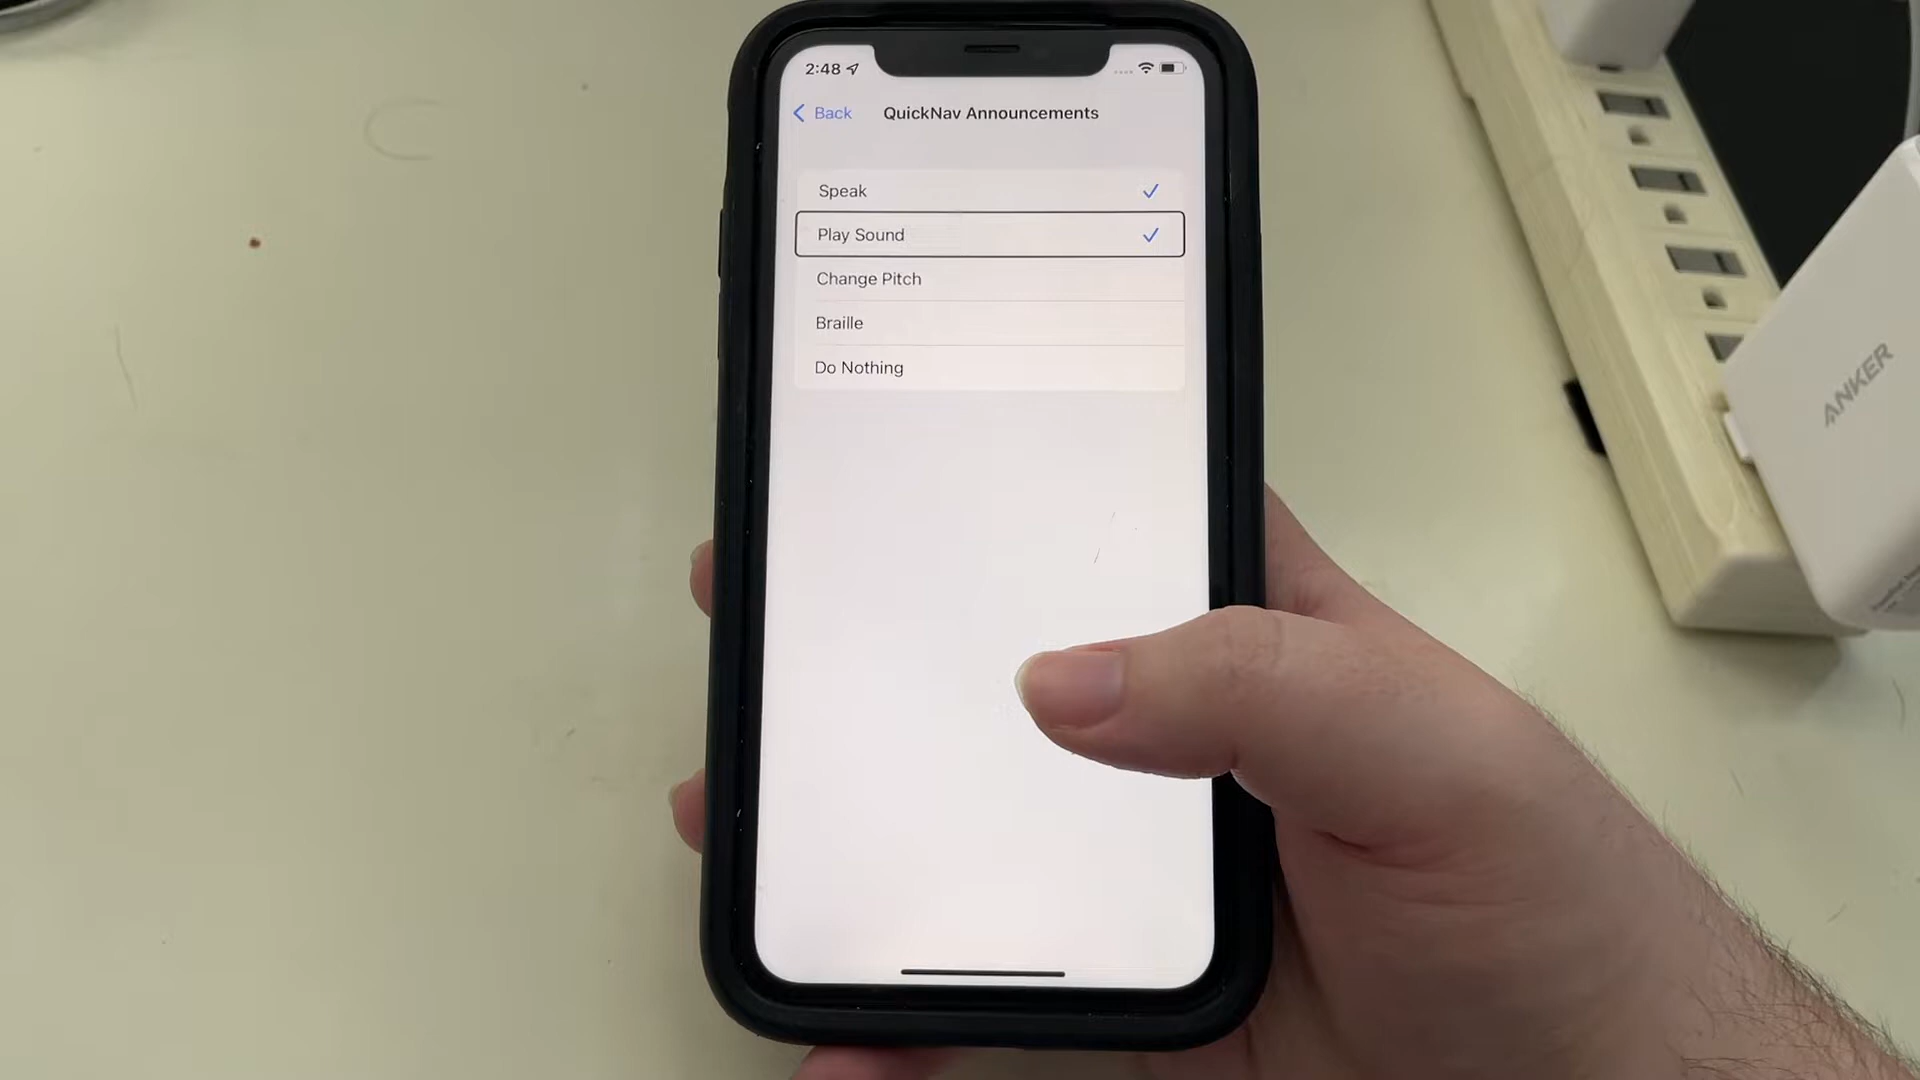 2:48
Back
QuickNav Announcements
Speak
Play Sound
Change Pitch
Braille
Do Nothing
ANKER